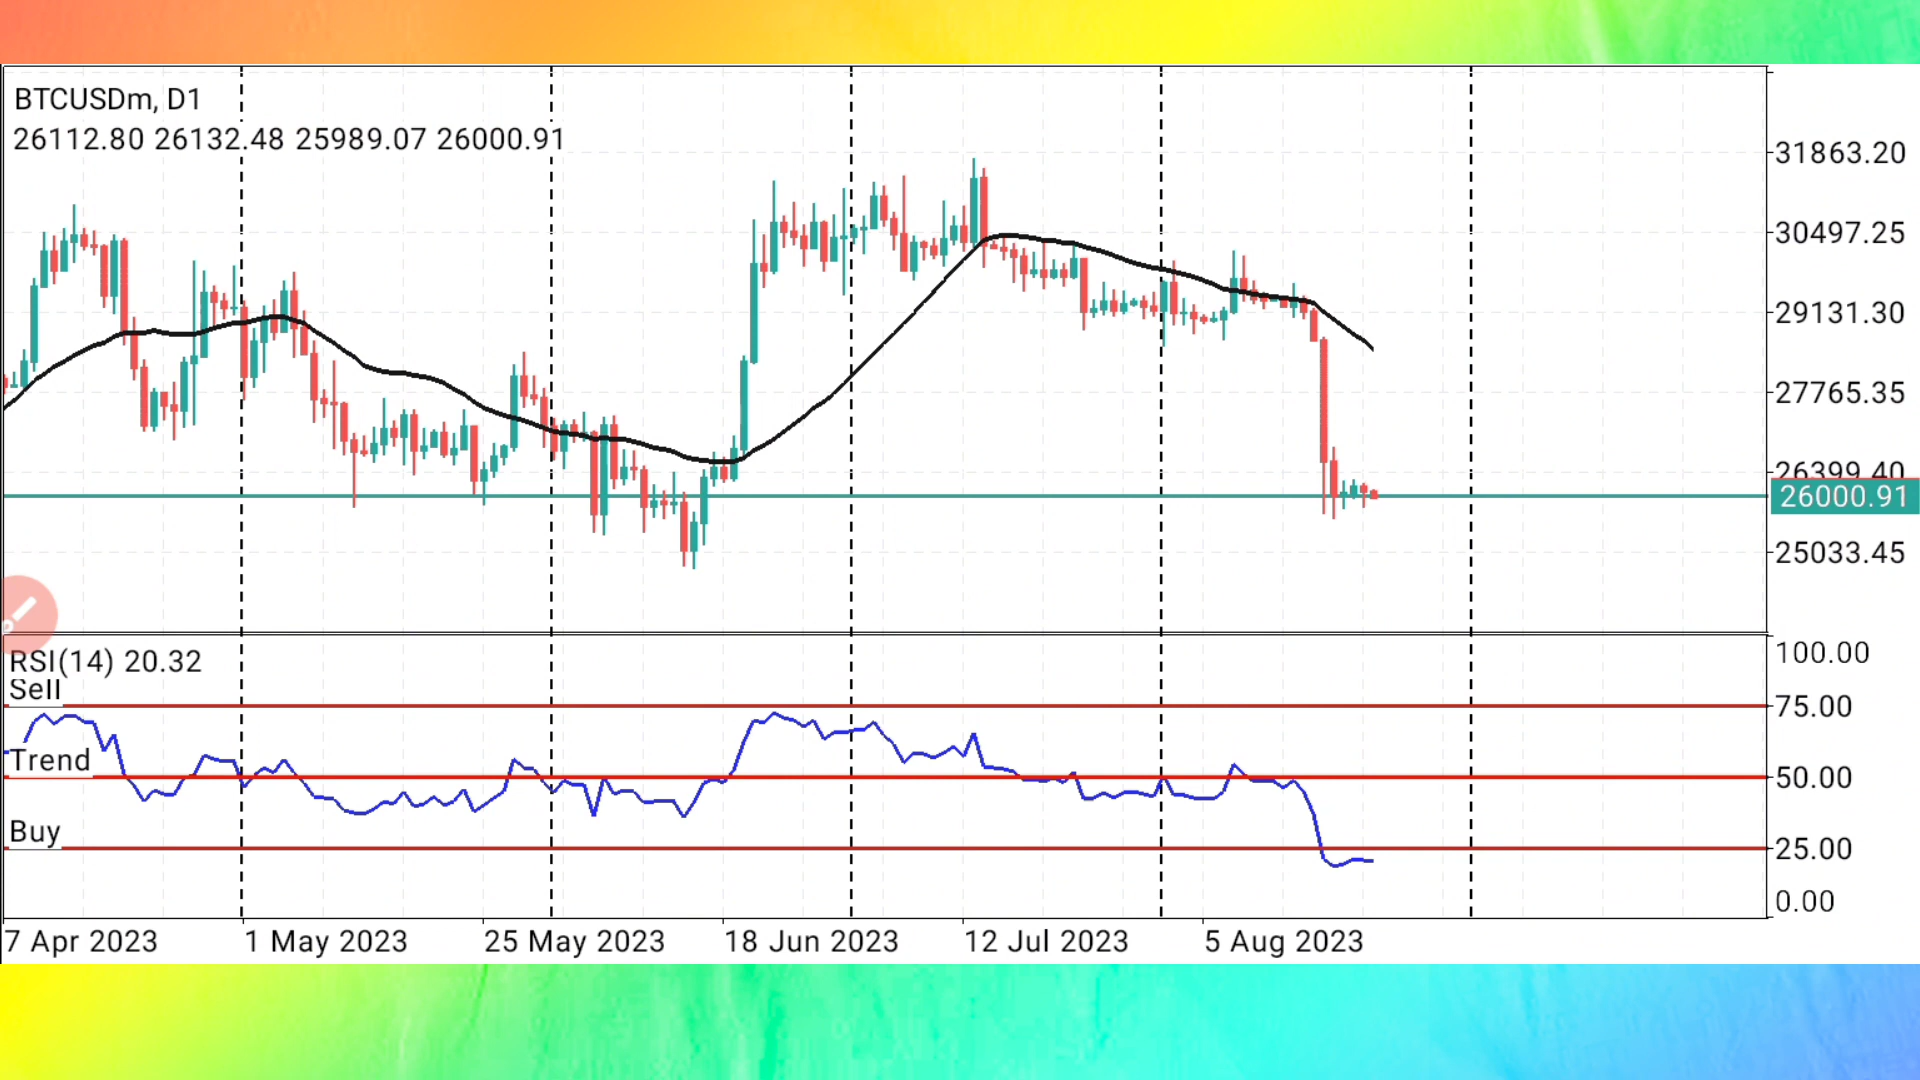 BTCUSDm, D1
26112.80 26132.48 25989.07 26000.91
31863.20
30497.25
29131.30
27765.35
26399.40
26000.91
25033.45
RSI(14) 20.32
Sell
Trend
Buy
100.00
75.00
50.00
25.00
0.00
7 Apr 2023 1 May 2023 25 May 2023 18 Jun 2023 12 Jul 2023 5 Aug 2023